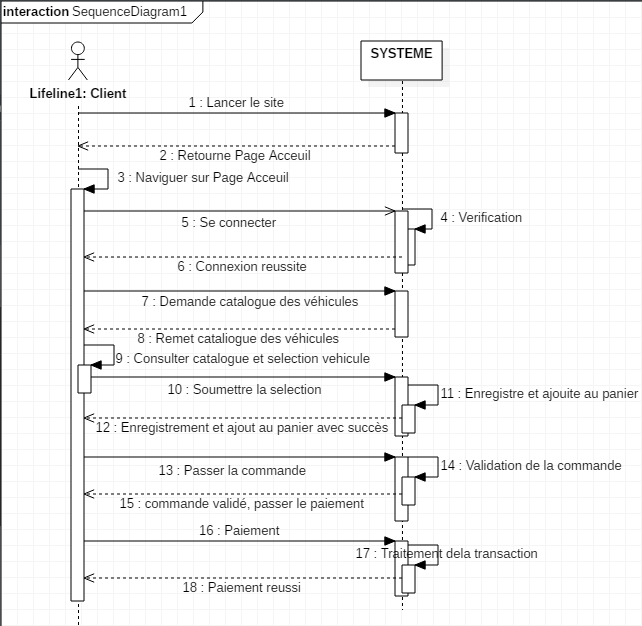 interaction SequenceDiagram1
SYSTEME
Lifeline1: Client
1 : Lancer le site
2 : Retourne Page Acceuil
3 : Naviguer sur Page Acceuil
4 : Verification
5 : Se connecter
6 : Connexion reussite
7 : Demande catalogue des véhicules
8 : Remet cataliogue des véhicules
9 : Consulter catalogue et selection vehicule
10 : Soumettre la selection
11 : Enregistre et ajouite au panier
12 : Enregistrement et ajout au panier avec succès
13 : Passer la commande
14 : Validation de la commande
15 : commande validé, passer le paiement
16 : Paiement
17 : Traitement dela transaction
18 : Paiement reussi